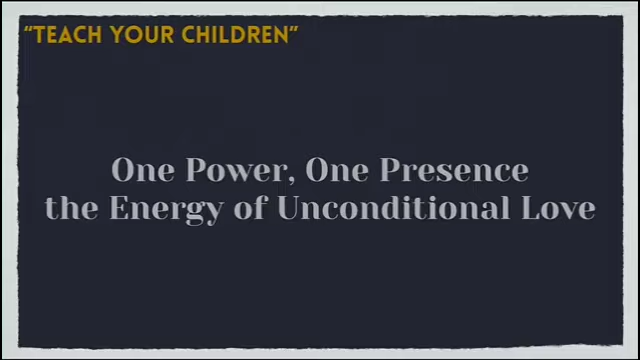 “TEACH YOUR CHILDREN”
One Power, One Presence
the Energy of Unconditional Love